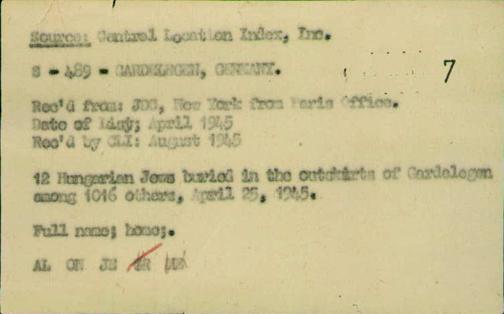 Source: Central Location Index, Inc.
S - 489 - GARDELEGEN, GERMANY.
7
Rec'd from: JDC, New York from Paris Office.
Date of List; April 1945
Rec'd by CLI: August 1945
12 Hungarian Jews buried in the outskirts of Gardelegen
among 1016 others, April 25, 1945.
Full name; home;.
AL ON JE